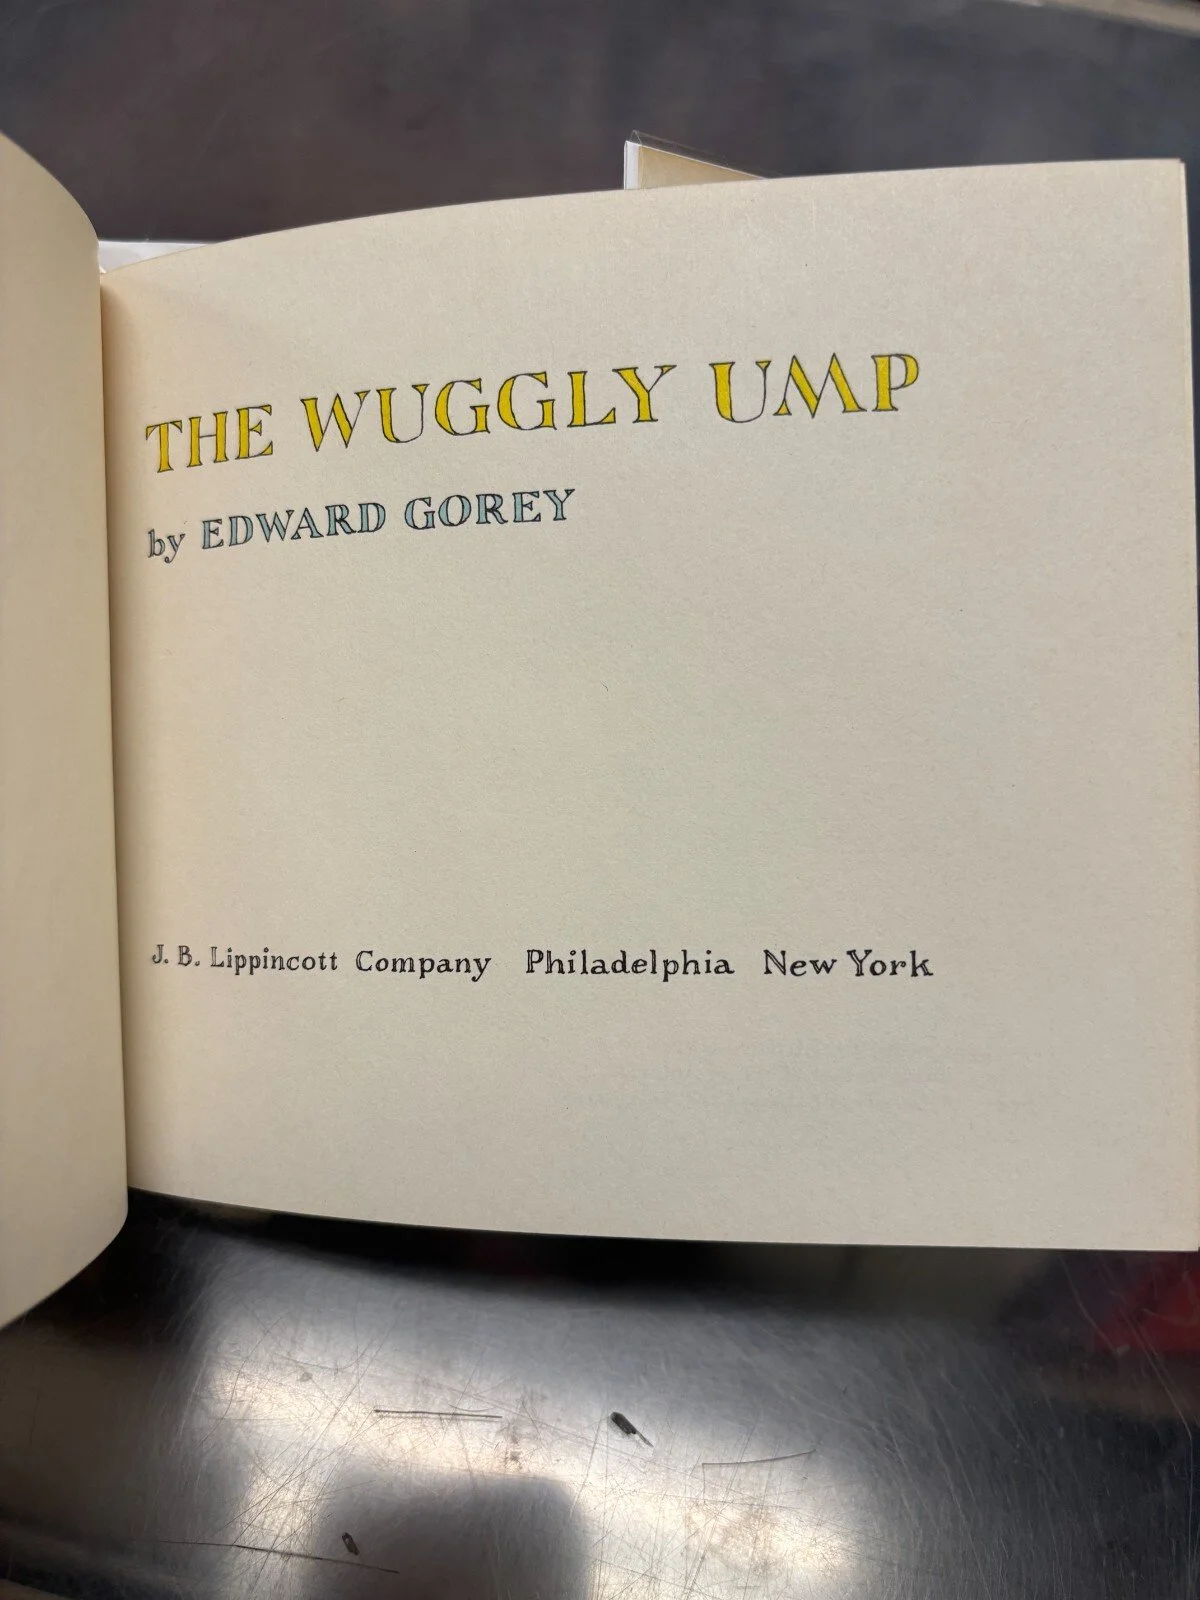 THE WUGGLY UMP
by EDWARD GOREY
J. B. Lippincott Company Philadelphia New York